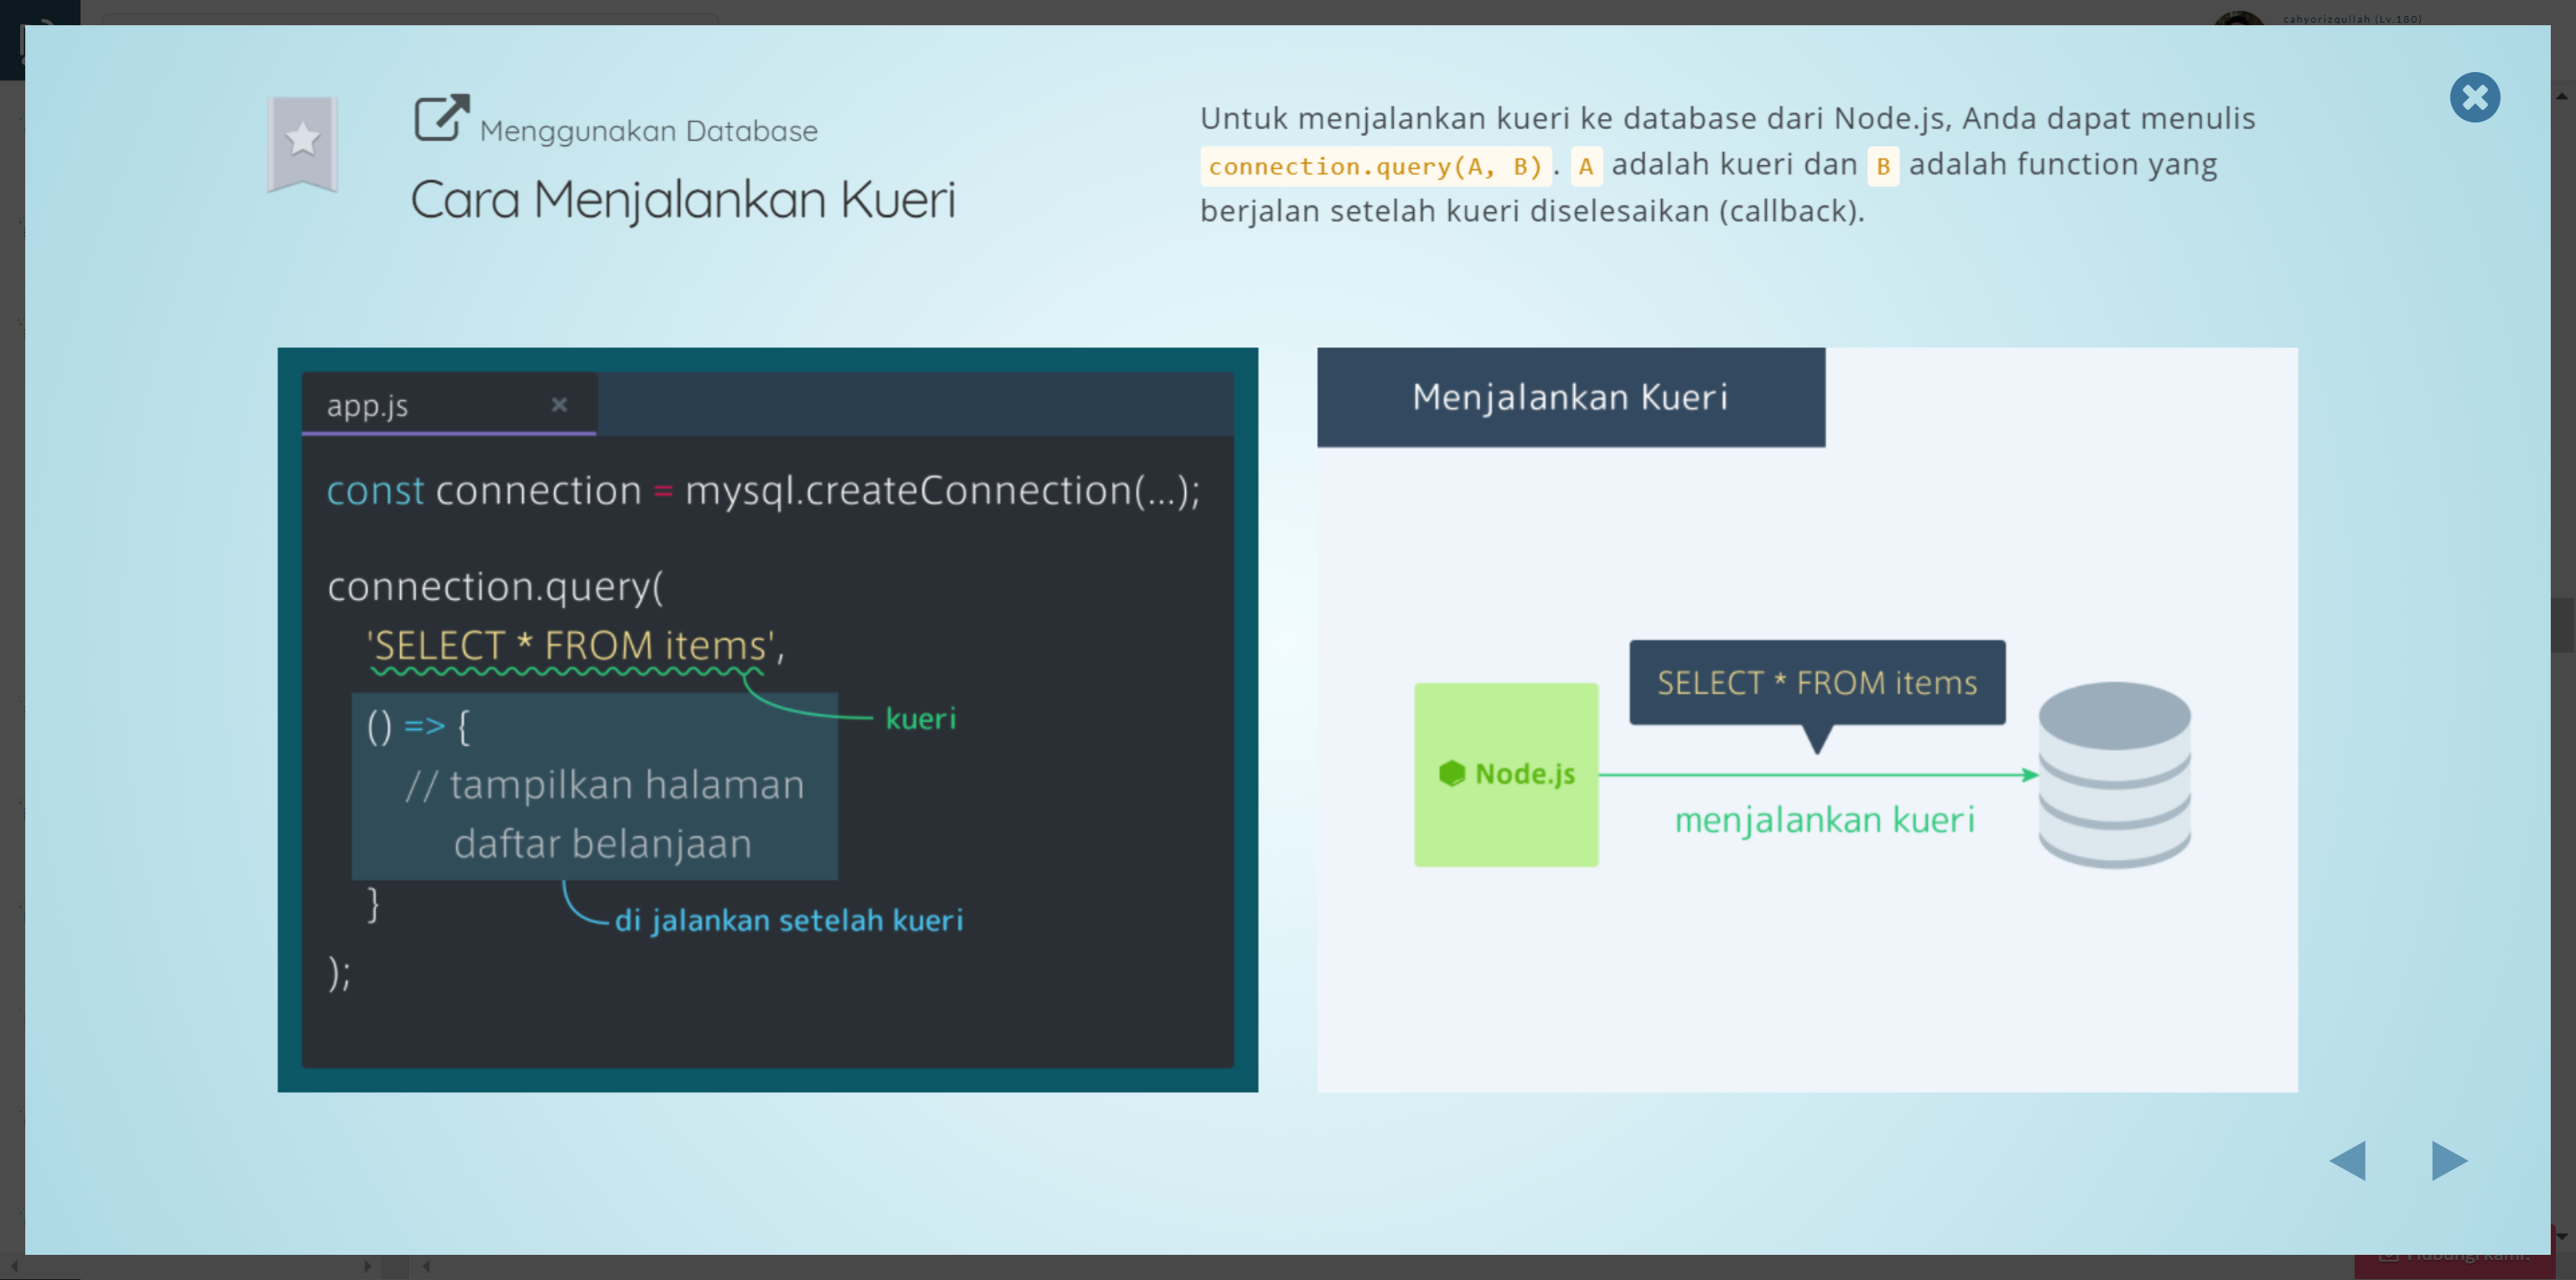 cahyorizqullah (Lv.180)
Menggunakan Database
Cara Menjalankan Kueri
Untuk menjalankan kueri ke database dari Node.js, Anda dapat menulis
connection.query(A, B). A adalah kueri dan B adalah function yang
berjalan setelah kueri diselesaikan (callback).
app.js
const connection = mysql.createConnection(...);
connection.query(
'SELECT * FROM items',
kueri
() => {
// tampilkan halaman
daftar belanjaan
}
di jalankan setelah kueri
);
Menjalankan Kueri
SELECT * FROM items
Node.js
menjalankan kueri
Hubungi kami.